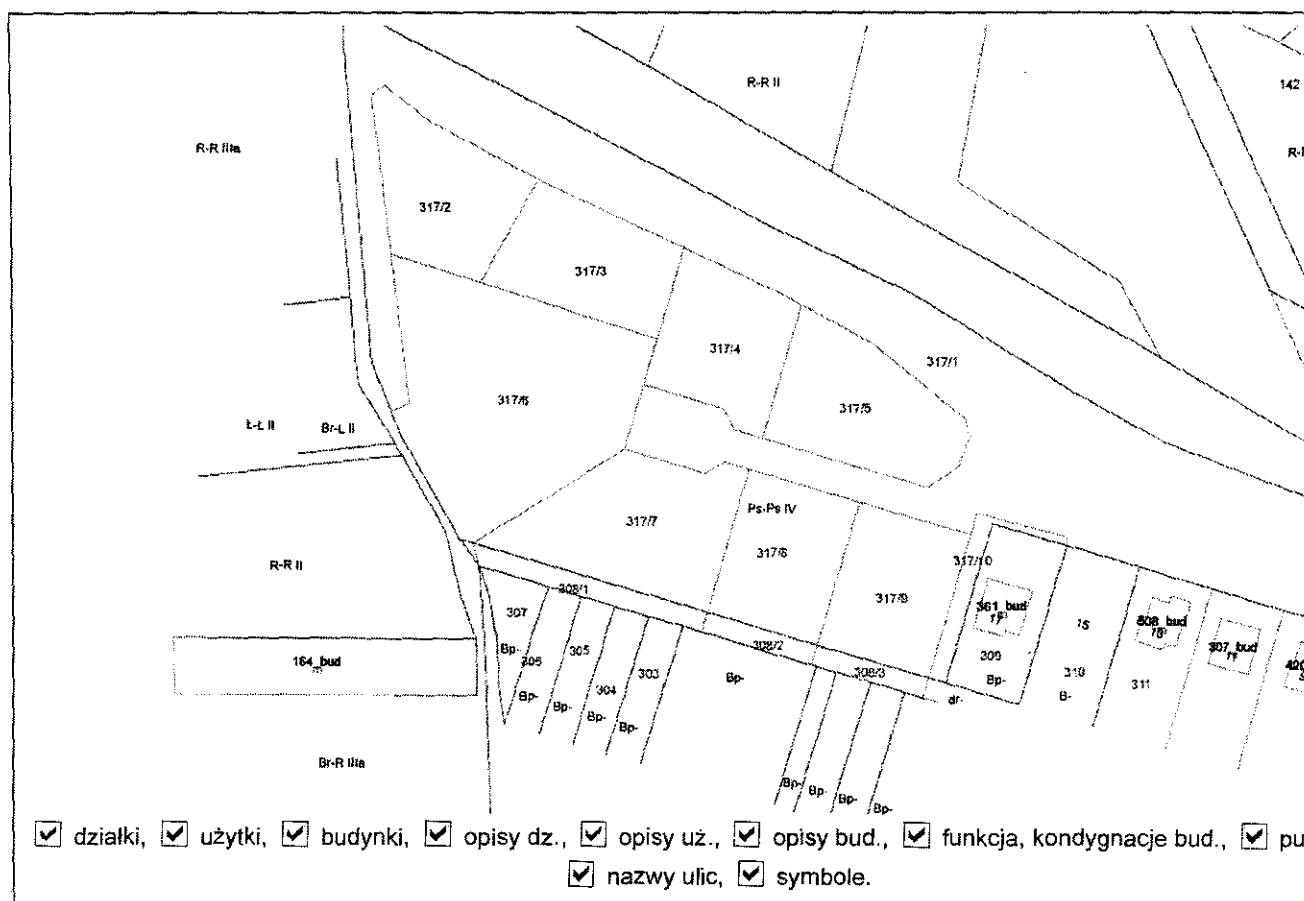 R-R II
142
R-R IIIa
317/2
317/3
317/4
317/1
317/6
317/5
Ł-Ł II
Br-Ł II
317/7
Ps-Ps IV
317/8
317/10
R-R II
308/1
317/9
307
361_bud
15
508_bud
307_bud
306
305
308/2
164_bud
304
303
308/3
309
310
311
Bp-
Bp-
Bp-
Bp-
Bp-
Bp-
Bp-
B-
dr-
Br-R IIIa
Bp-
Bp-
Bp-
Bp-
działki, użytki, budynki, opisy dz., opisy uż., opisy bud., funkcja, kondygnacje bud., pu
nazwy ulic, symbole.